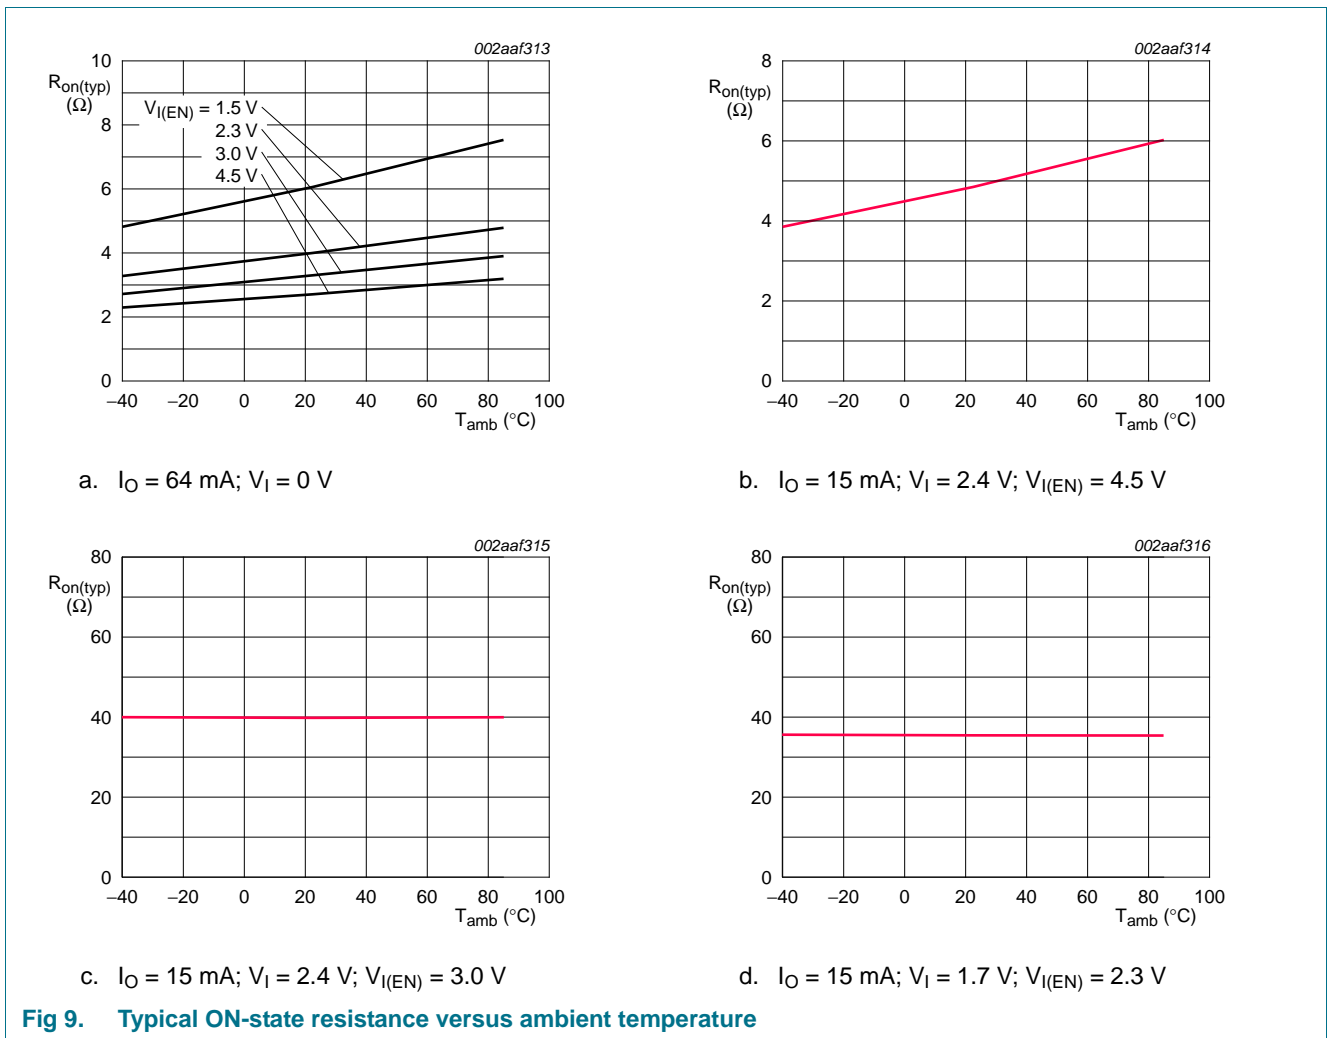 002aaf313
10
8
6
4
2
0
Ron(typ)
(Ω)
VI(EN) = 1.5 V
2.3 V
3.0 V
4.5 V
−40 −20 0 20 40 60 80 100
Tamb (°C)
a. IO = 64 mA; VI = 0 V
002aaf314
8
6
4
2
0
Ron(typ)
(Ω)
−40 −20 0 20 40 60 80 100
Tamb (°C)
b. IO = 15 mA; VI = 2.4 V; VI(EN) = 4.5 V
002aaf315
80
60
40
20
0
Ron(typ)
(Ω)
−40 −20 0 20 40 60 80 100
Tamb (°C)
c. IO = 15 mA; VI = 2.4 V; VI(EN) = 3.0 V
002aaf316
80
60
40
20
0
Ron(typ)
(Ω)
−40 −20 0 20 40 60 80 100
Tamb (°C)
d. IO = 15 mA; VI = 1.7 V; VI(EN) = 2.3 V
Fig 9. Typical ON-state resistance versus ambient temperature